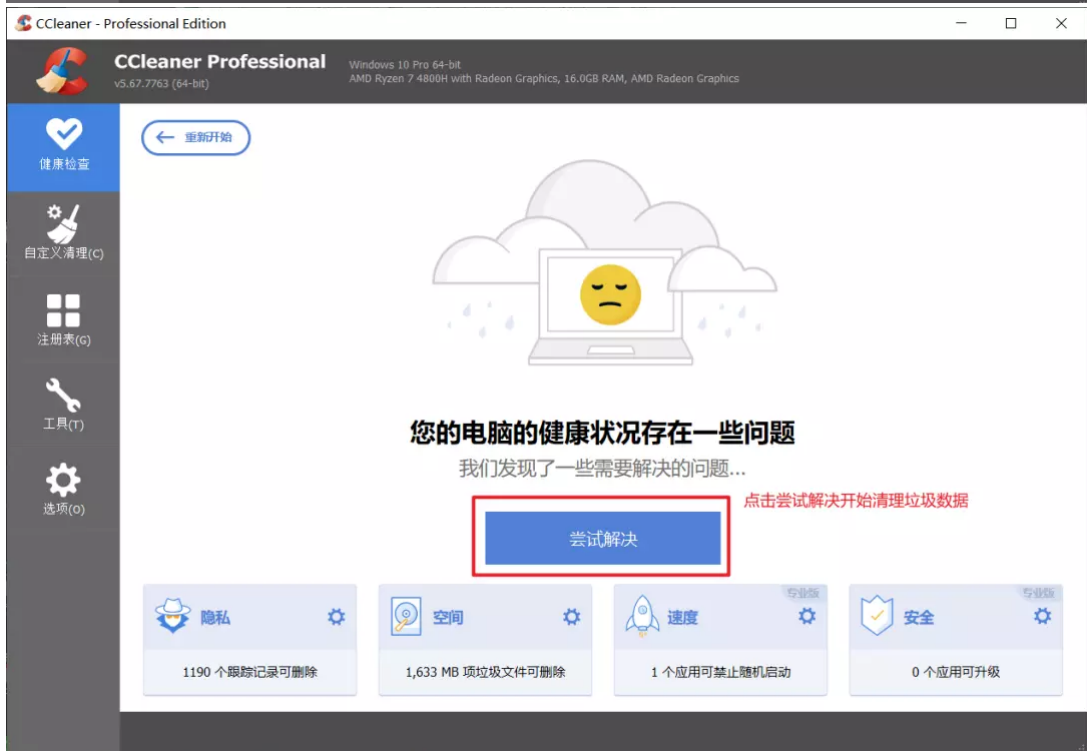 CCleaner - Professional Edition
CCleaner Professional
v5.67.7763 (64-bit)
Windows 10 Pro 64-bit
AMD Ryzen 7 4800H with Radeon Graphics, 16.0GB RAM, AMD Radeon Graphics
健康检查
自定义清理(C)
注册表(G)
工具(T)
选项(O)
重新开始
您的电脑的健康状况存在一些问题
我们发现了一些需要解决的问题...
点击尝试解决开始清理垃圾数据
尝试解决
隐私
1190 个跟踪记录可删除
空间
1,633 MB 项垃圾文件可删除
专业版
速度
1 个应用可禁止随机启动
专业版
安全
0 个应用可升级